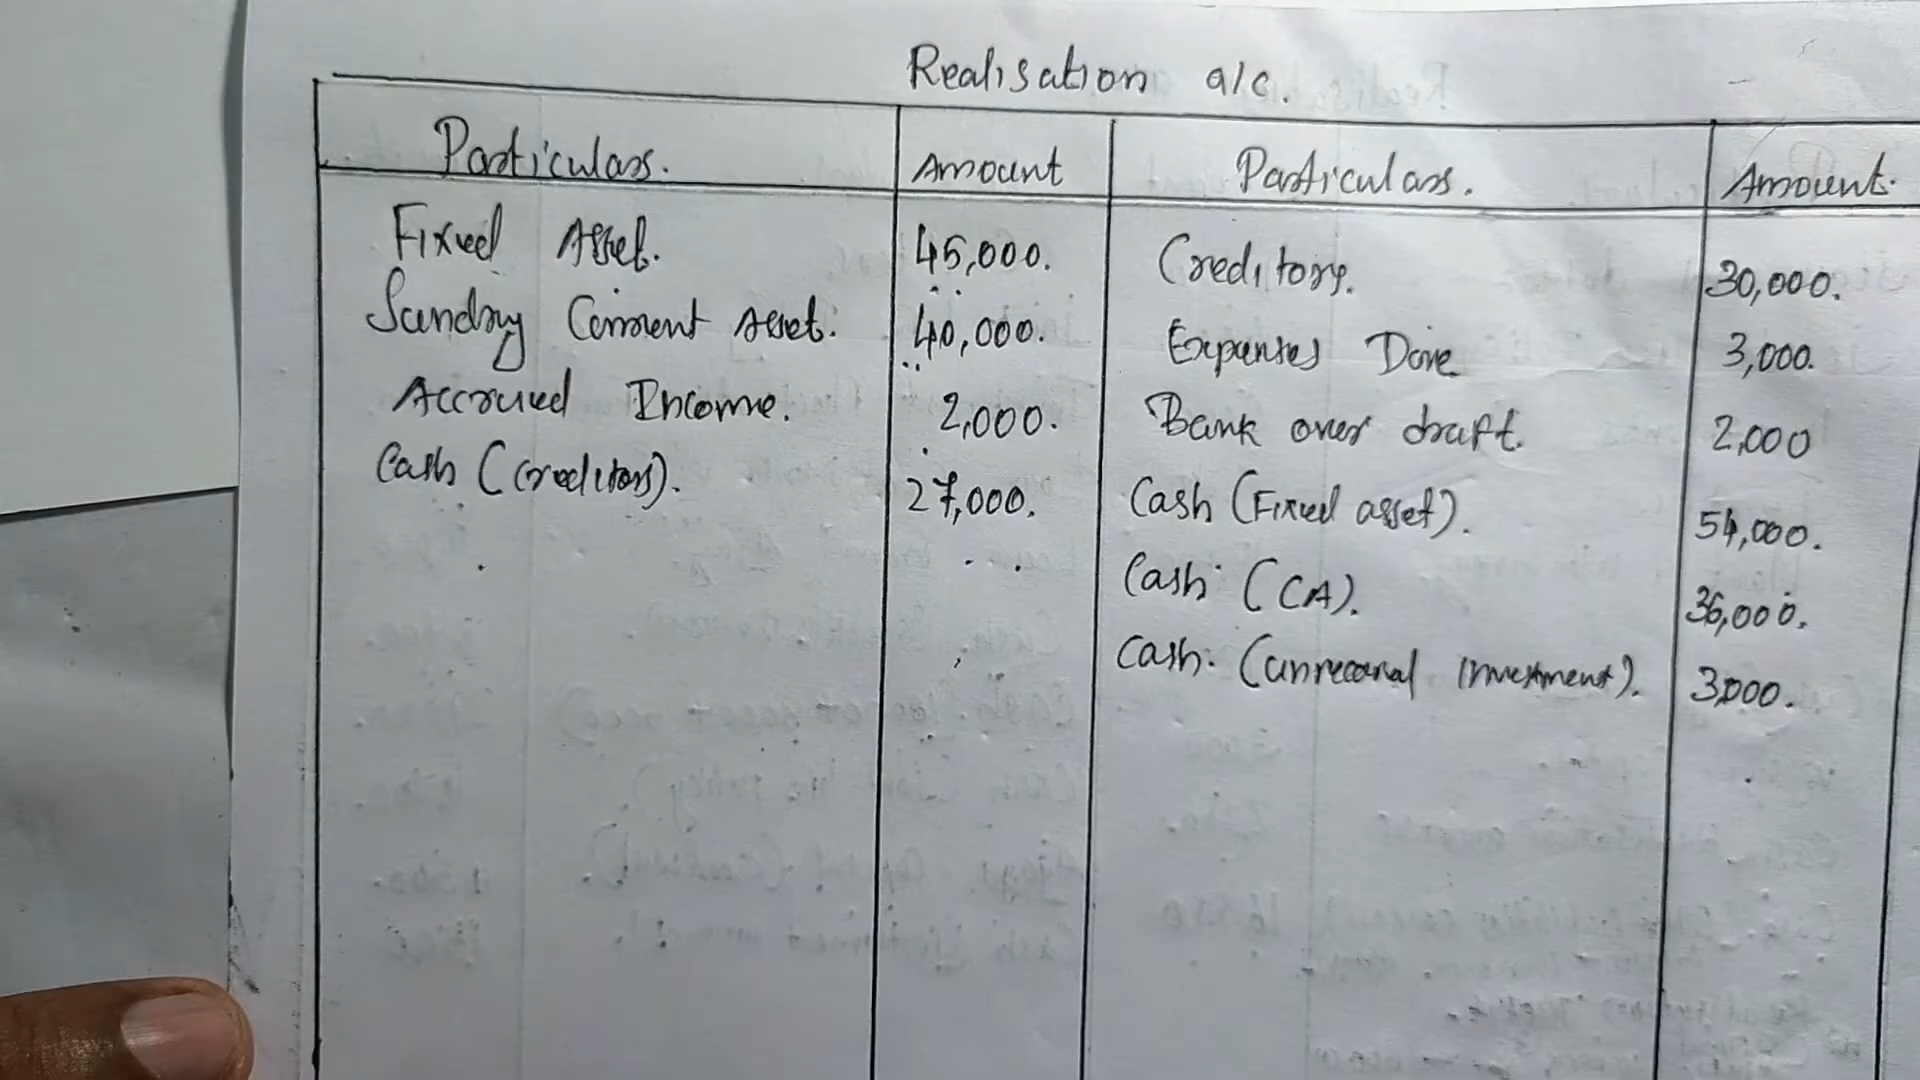 Realisation a/c.
Particulars. Amount Particulars. Amount.
Fixed Asset. 45,000. Creditors. 30,000.
Sundry Current Asset. 40,000. Expenses Due 3,000.
Accrued Income. 2,000. Bank over draft. 2,000
Cash (creditors). 27,000. Cash (Fixed asset). 54,000.
Cash (CA). 36,000.
Cash. (unrecorded investment). 3,000.